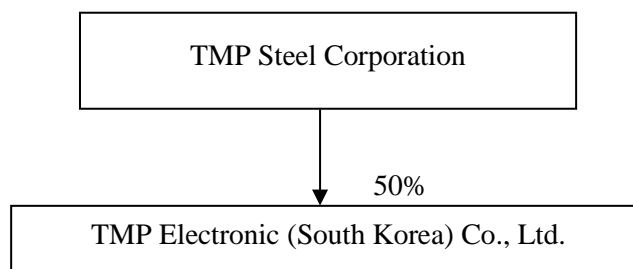 TMP Steel Corporation
50%
TMP Electronic (South Korea) Co., Ltd.